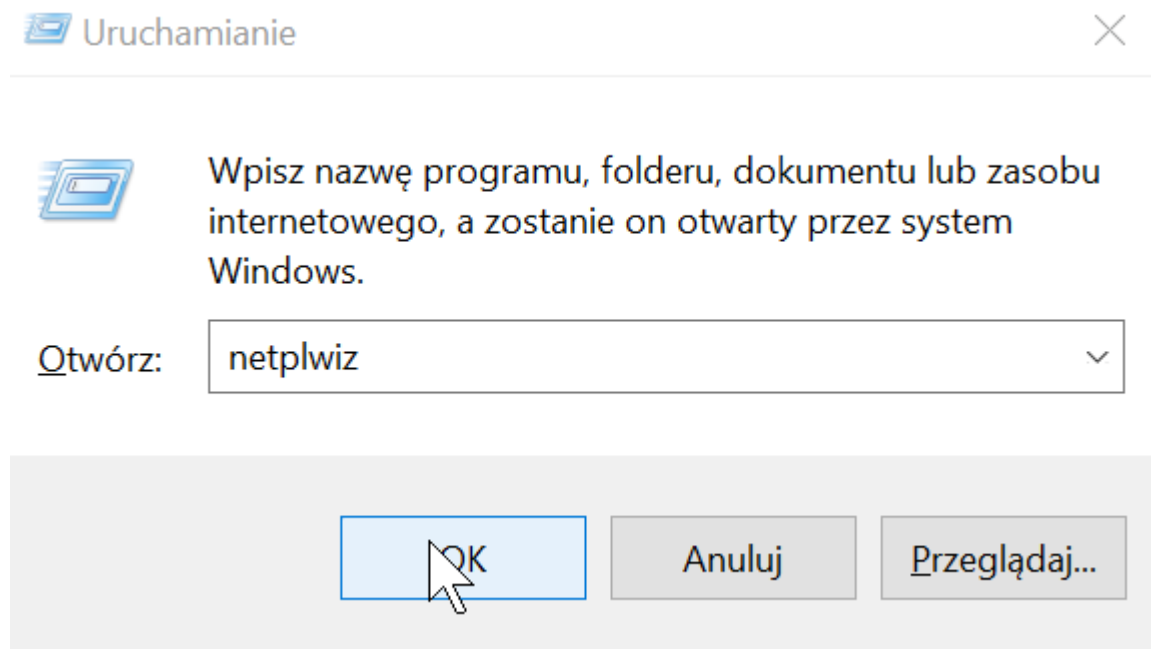 Uruchamianie
Wpisz nazwę programu, folderu, dokumentu lub zasobu
internetowego, a zostanie on otwarty przez system
Windows.
Otwórz: netplwiz
OK Anuluj Przeglądaj...